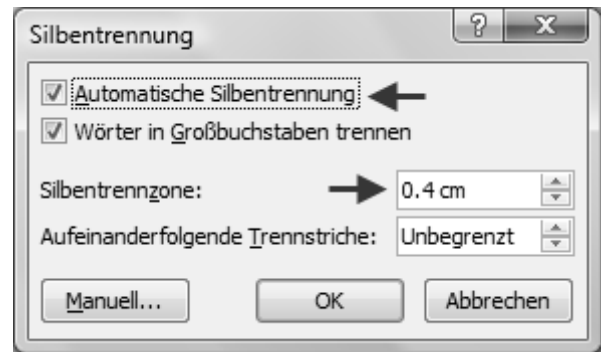 Silbentrennung
Automatische Silbentrennung
Wörter in Großbuchstaben trennen
Silbentrennzone: 0.4 cm
Aufeinanderfolgende Trennstriche: Unbegrenzt
Manuell... OK Abbrechen